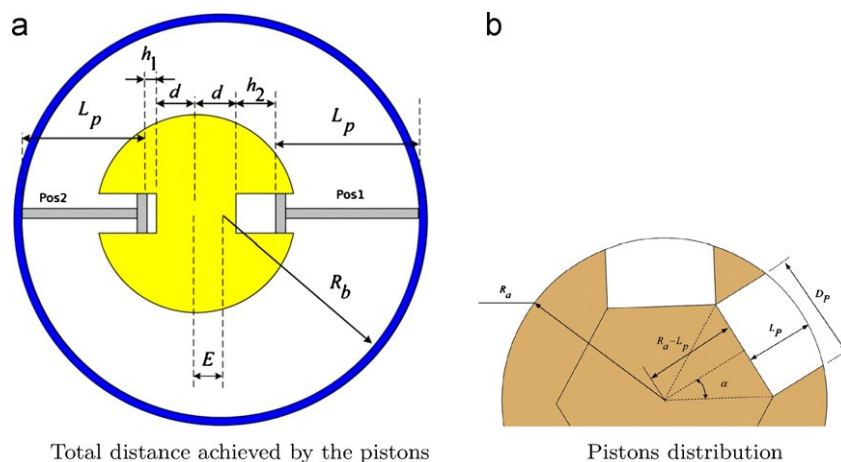 a
b
h1
d d h2
Lp Lp
Pos2 Pos1
Rb
E
Ra
DP
LP
Ra−Lp
α
Total distance achieved by the pistons
Pistons distribution